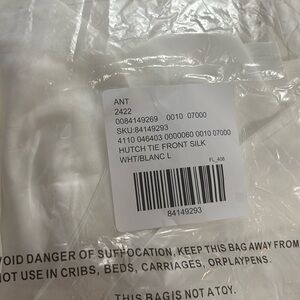 ANT
2422
0084149269 0010 07000
SKU:84149293
4110 046403 0000060 0010 07000
HUTCH TIE FRONT SILK
WHT/BLANC L
FL_408
84149293
VOID DANGER OF SUFFOCATION, KEEP THIS BAG AWAY FROM
NOT USE IN CRIBS, BEDS, CARRIAGES, ORPLAYPENS.
THIS BAG IS NOT A TOY.